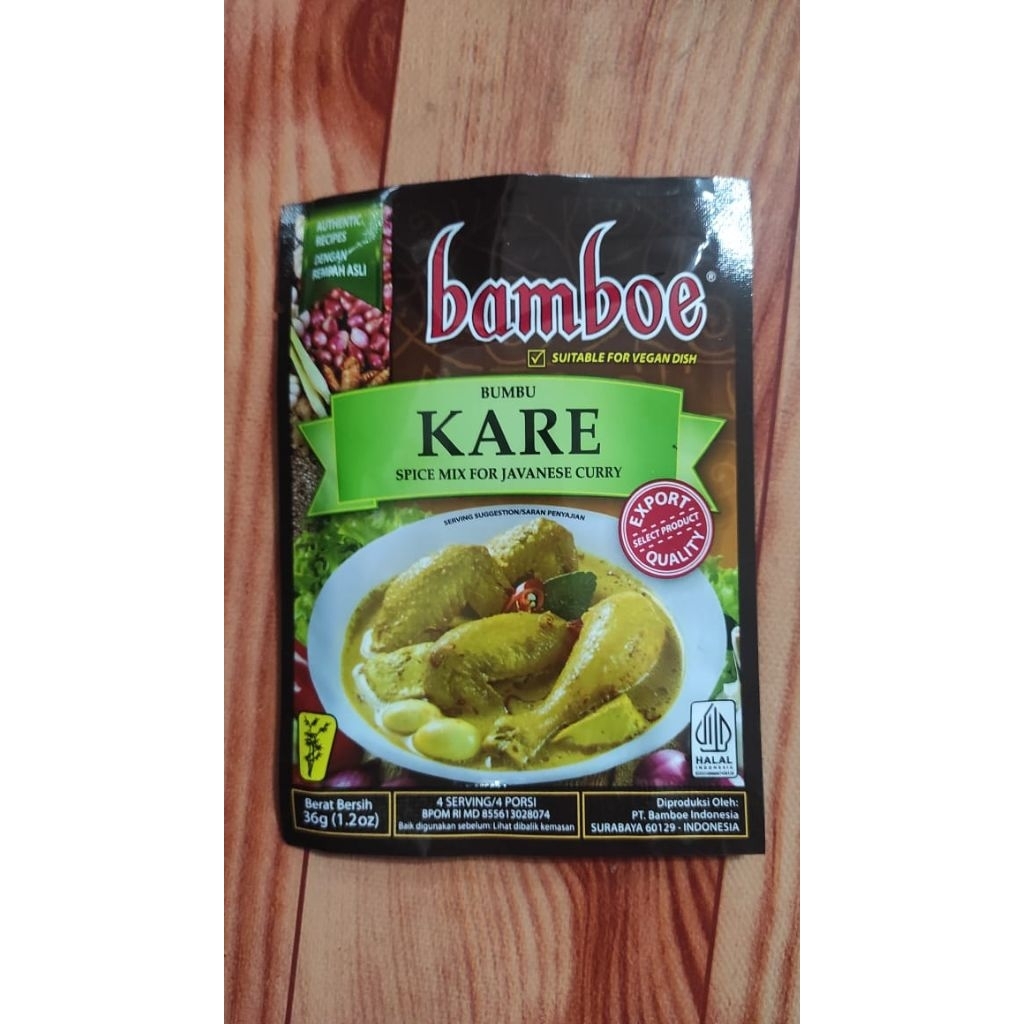 AUTHENTIC
RECIPES
DENGAN
REMPAH ASLI
bamboe®
SUITABLE FOR VEGAN DISH
BUMBU
KARE
SPICE MIX FOR JAVANESE CURRY
EXPORT
SELECT PRODUCT
QUALITY
SERVING SUGGESTION/SARAN PENYAJIAN
HALAL
INDONESIA
Berat Bersih
36g (1.2oz)
4 SERVING/4 PORSI
BPOM RI MD 855613028074
Baik digunakan sebelum: Lihat dibalik kemasan
Diproduksi Oleh:
PT. Bamboe Indonesia
SURABAYA 60129 - INDONESIA